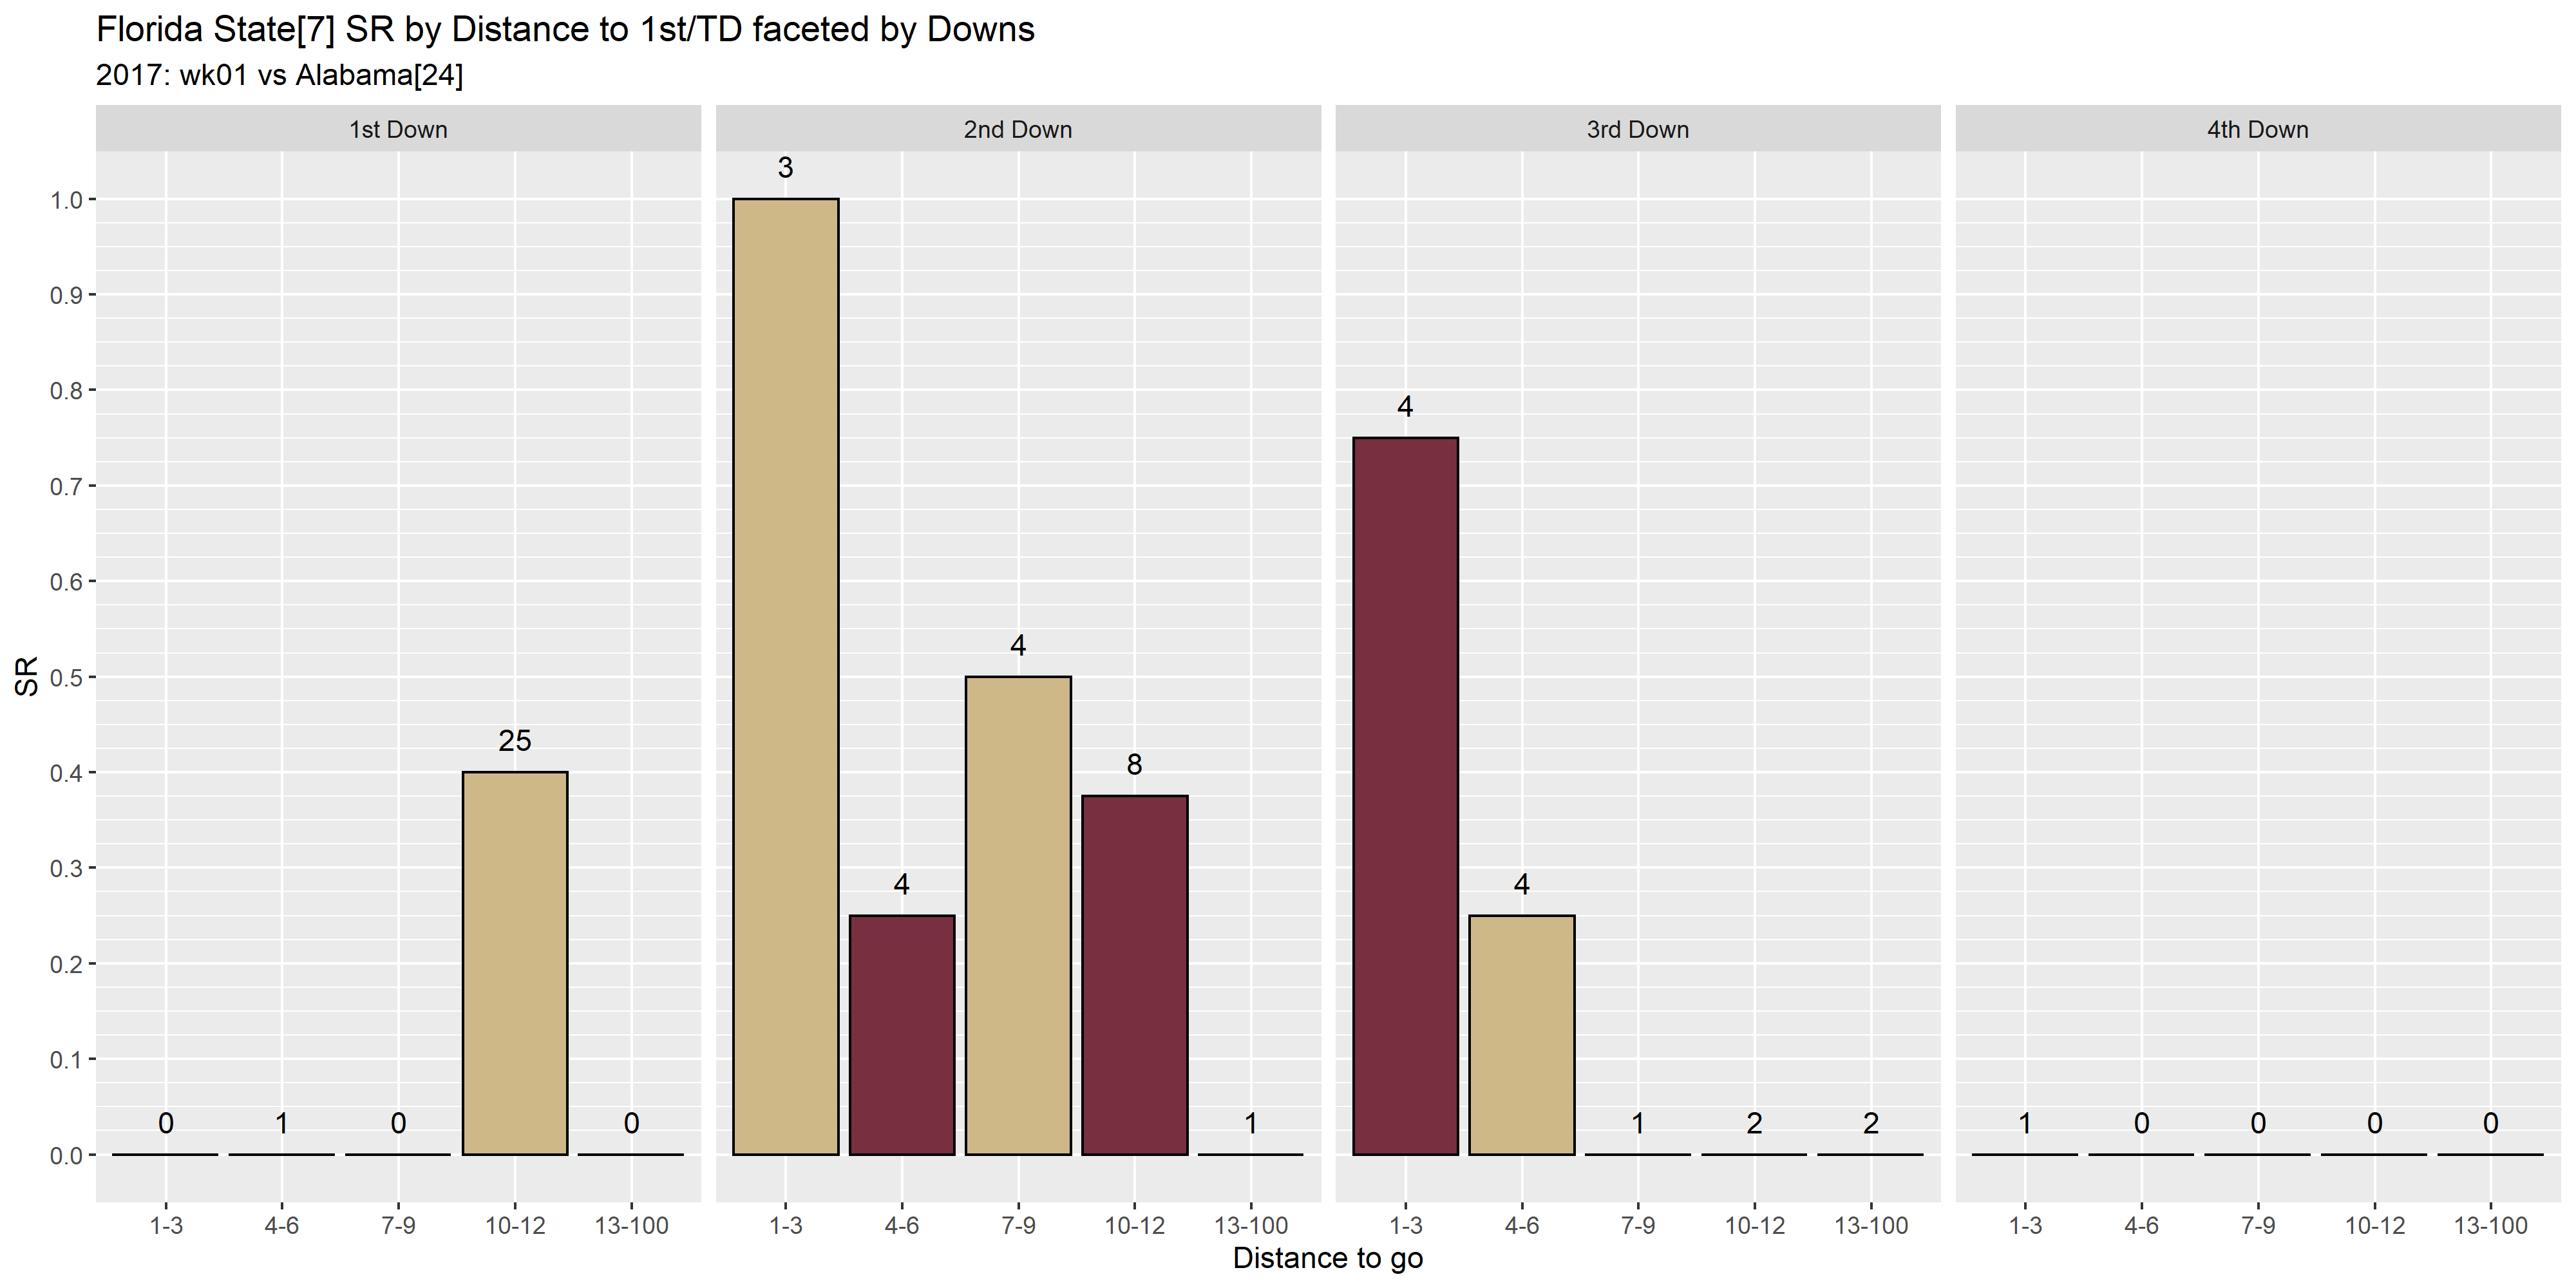 Florida State[7] SR by Distance to 1st/TD faceted by Downs
2017: wk01 vs Alabama[24]
1st Down
2nd Down
3rd Down
4th Down
SR
1.0
0.9
0.8
0.7
0.6
0.5
0.4
0.3
0.2
0.1
0.0
0 1 0 25 0
3 4 4 8 1
4 4 1 2 2
1 0 0 0 0
1-3 4-6 7-9 10-12 13-100
1-3 4-6 7-9 10-12 13-100
1-3 4-6 7-9 10-12 13-100
1-3 4-6 7-9 10-12 13-100
Distance to go